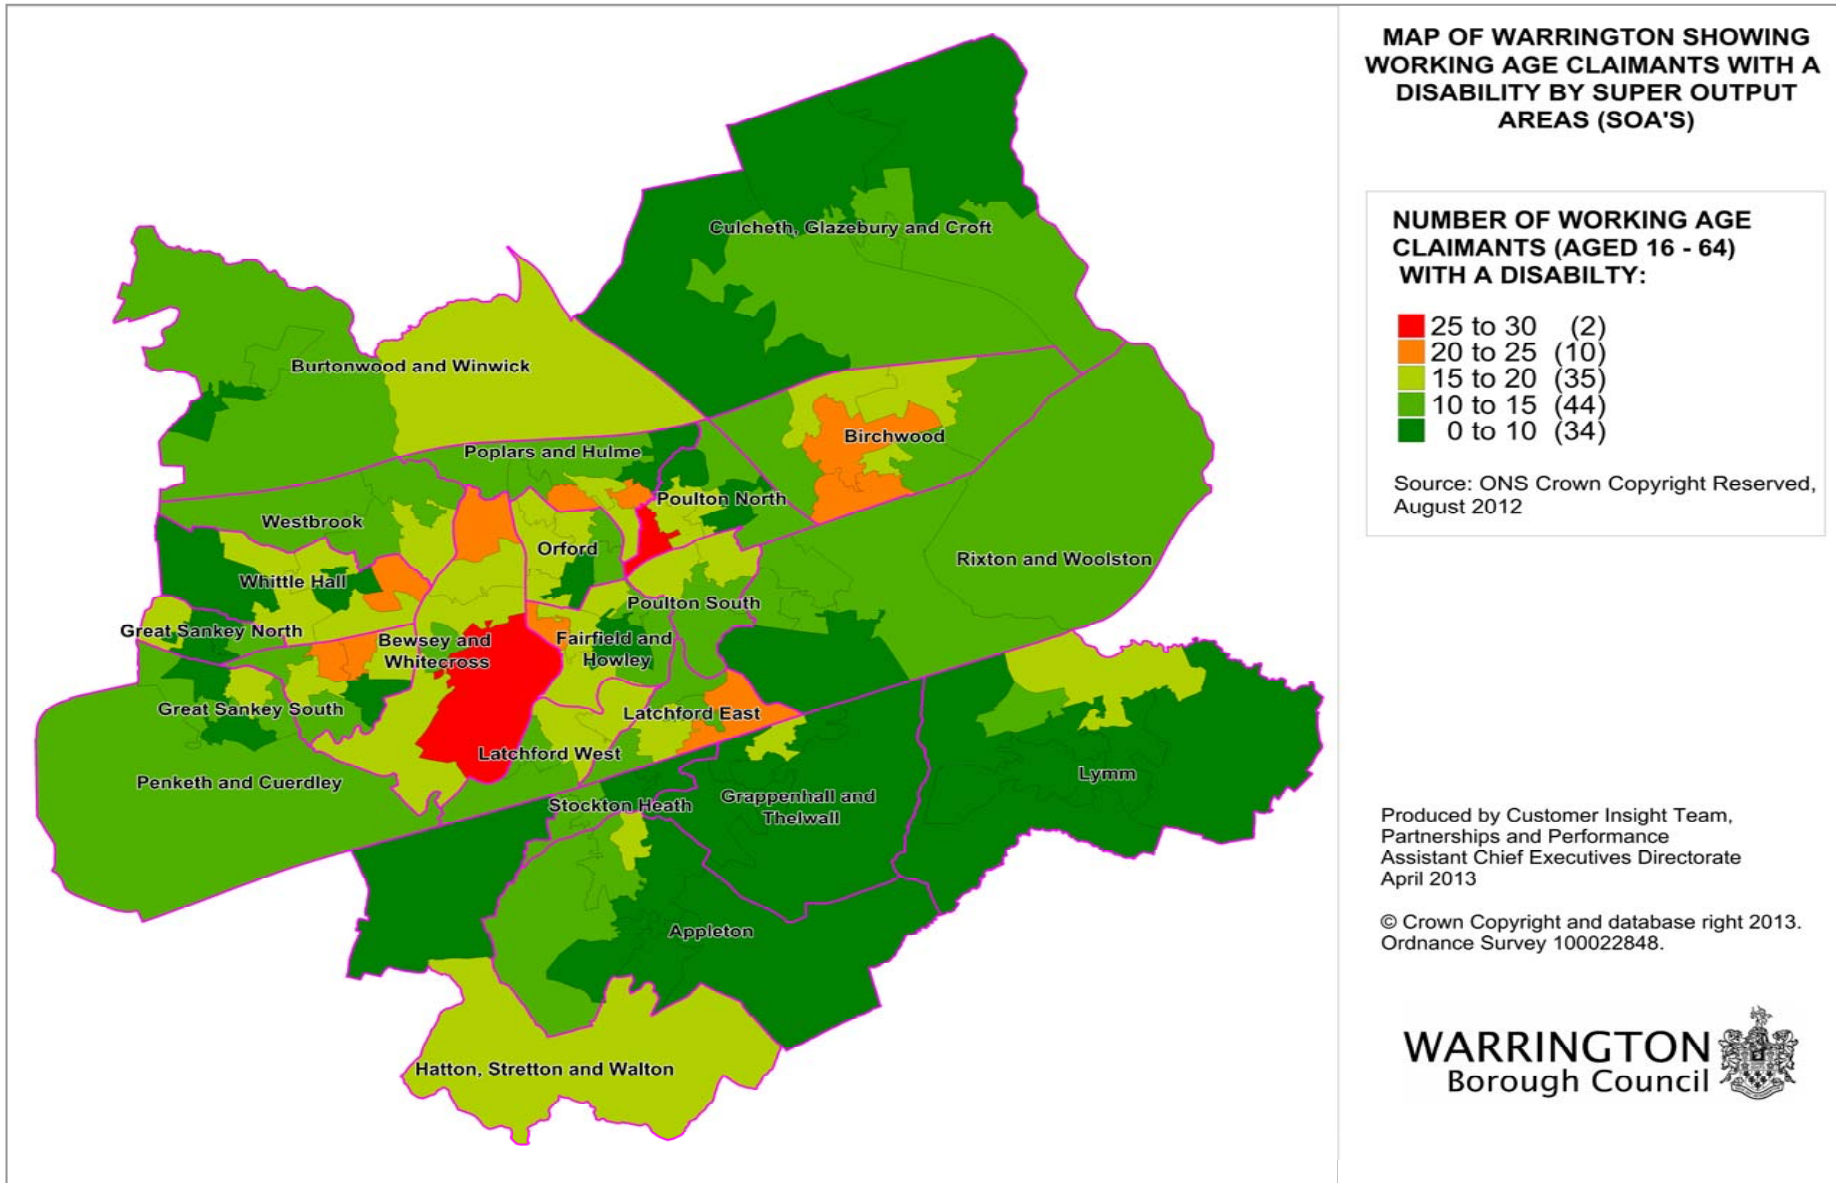 MAP OF WARRINGTON SHOWING
WORKING AGE CLAIMANTS WITH A
DISABILITY BY SUPER OUTPUT
AREAS (SOA'S)
NUMBER OF WORKING AGE
CLAIMANTS (AGED 16 - 64)
WITH A DISABILTY:
25 to 30 (2)
20 to 25 (10)
15 to 20 (35)
10 to 15 (44)
0 to 10 (34)
Source: ONS Crown Copyright Reserved,
August 2012
Culcheth, Glazebury and Croft
Burtonwood and Winwick
Birchwood
Poplars and Hulme
Poulton North
Westbrook
Orford
Rixton and Woolston
Whittle Hall
Poulton South
Great Sankey North
Bewsey and
Whitecross
Fairfield and
Howley
Great Sankey South
Latchford East
Latchford West
Penketh and Cuerdley
Lymm
Stockton Heath
Grappenhall and
Thelwall
Appleton
Hatton, Stretton and Walton
Produced by Customer Insight Team,
Partnerships and Performance
Assistant Chief Executives Directorate
April 2013
© Crown Copyright and database right 2013.
Ordnance Survey 100022848.
WARRINGTON
Borough Council